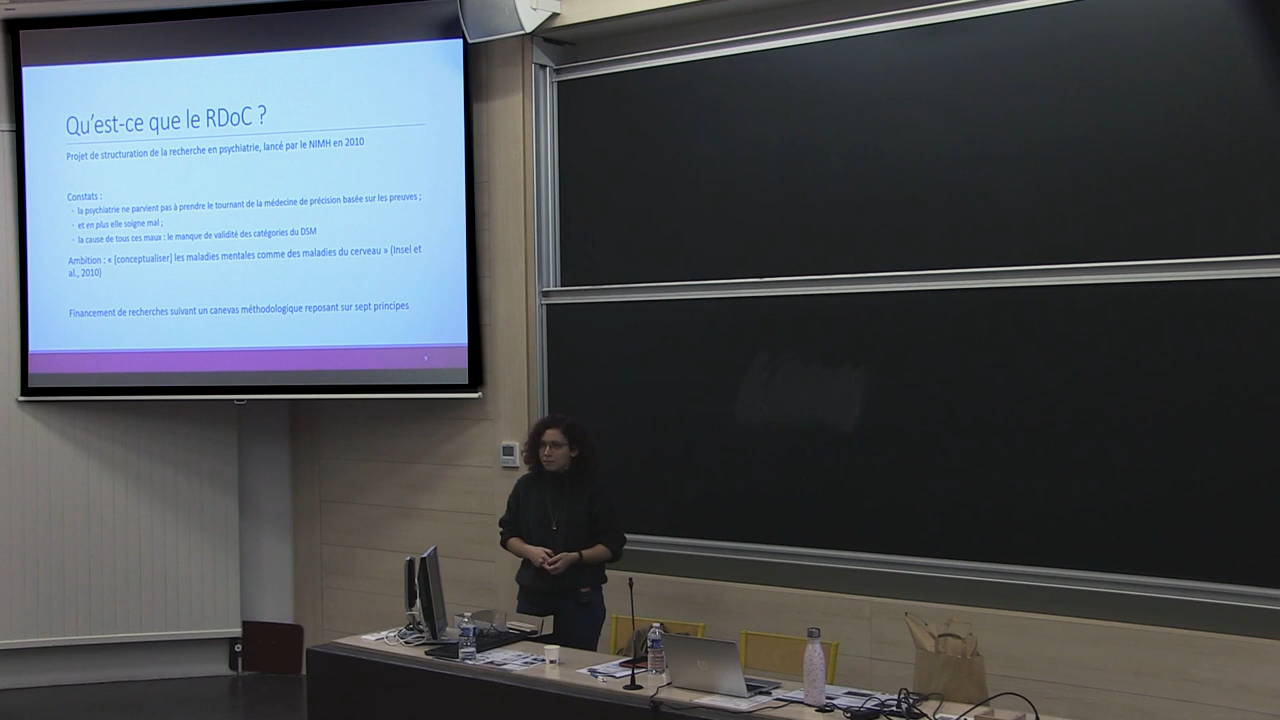 Qu'est-ce que le RDoC ?
Projet de structuration de la recherche en psychiatrie, lancé par le NIMH en 2010
Constats :
◦ la psychiatrie ne parvient pas à prendre le tournant de la médecine de précision basée sur les preuves ;
◦ et en plus elle soigne mal ;
◦ la cause de tous ces maux : le manque de validité des catégories du DSM
Ambition : « [conceptualiser] les maladies mentales comme des maladies du cerveau » (Insel et
al., 2010)
Financement de recherches suivant un canevas méthodologique reposant sur sept principes